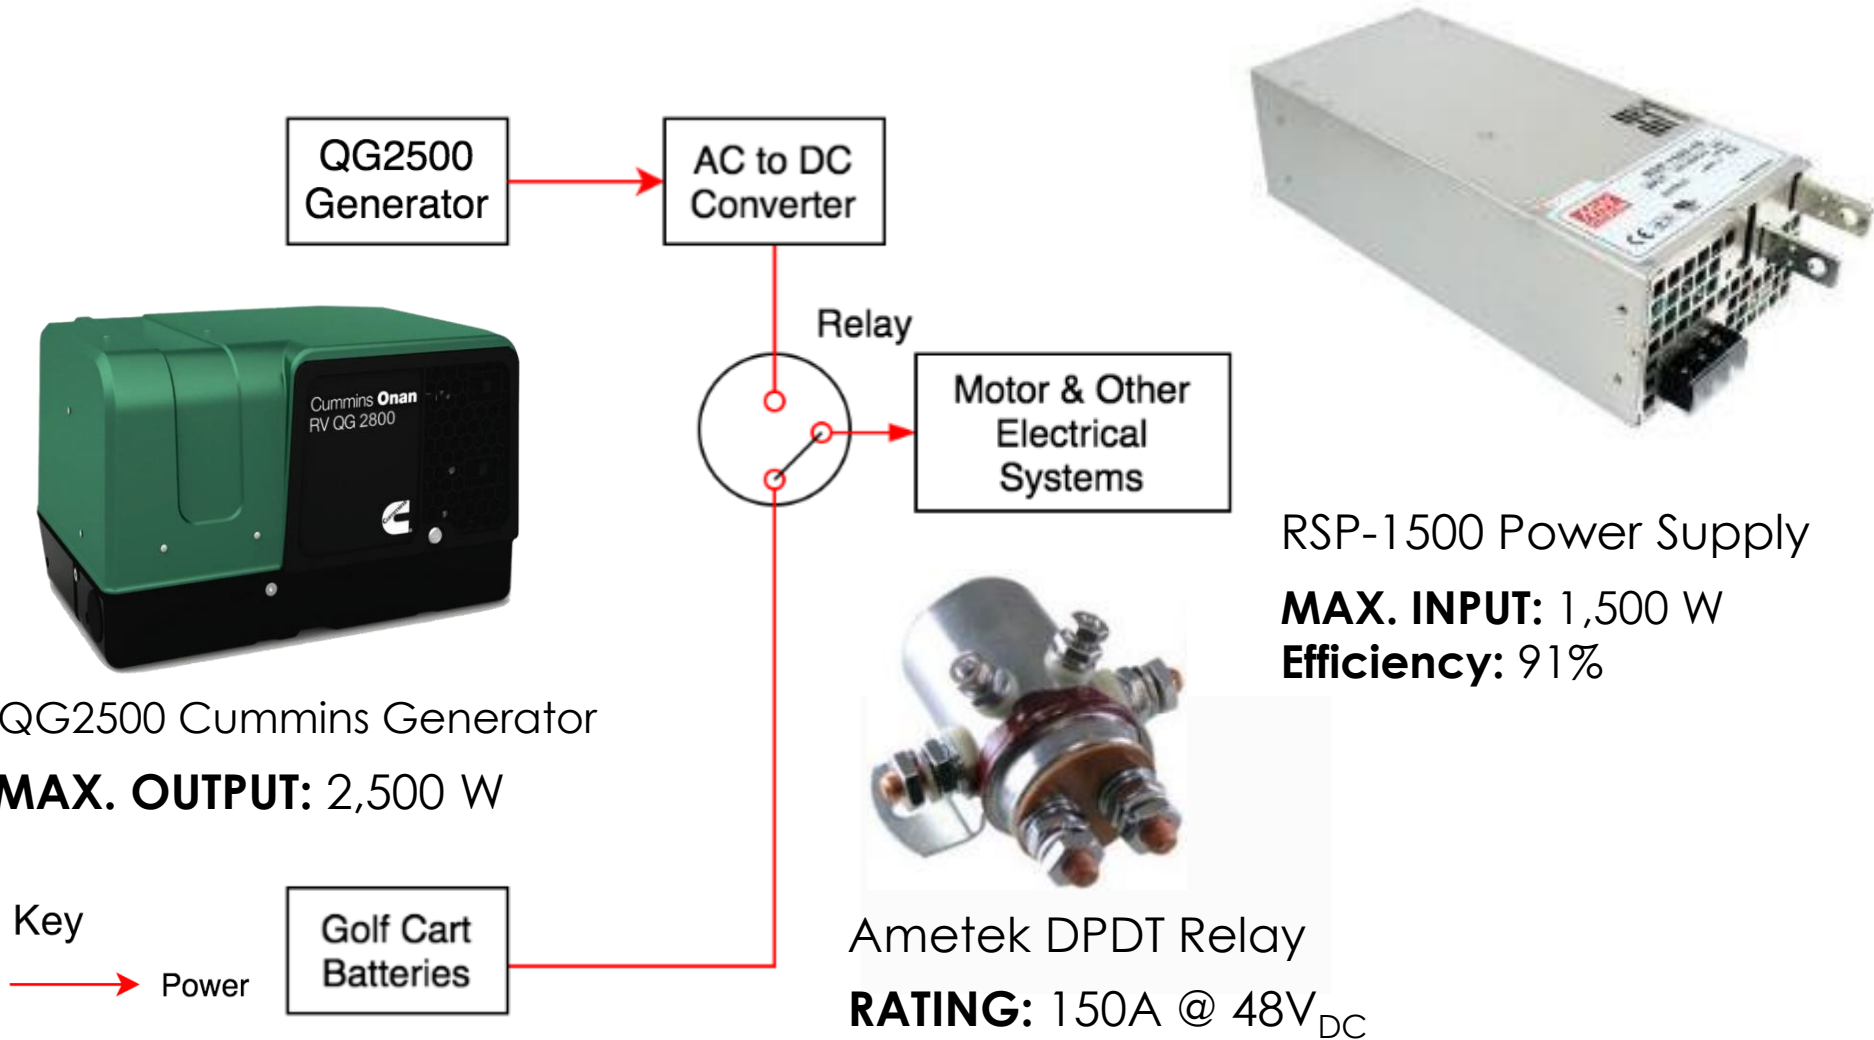 QG2500
Generator
AC to DC
Converter
Relay
Motor & Other
Electrical
Systems
Cummins Onan
RV QG 2800
RSP-1500 Power Supply
MAX. INPUT: 1,500 W
Efficiency: 91%
QG2500 Cummins Generator
MAX. OUTPUT: 2,500 W
Key
Power
Golf Cart
Batteries
Ametek DPDT Relay
RATING: 150A @ 48VDC